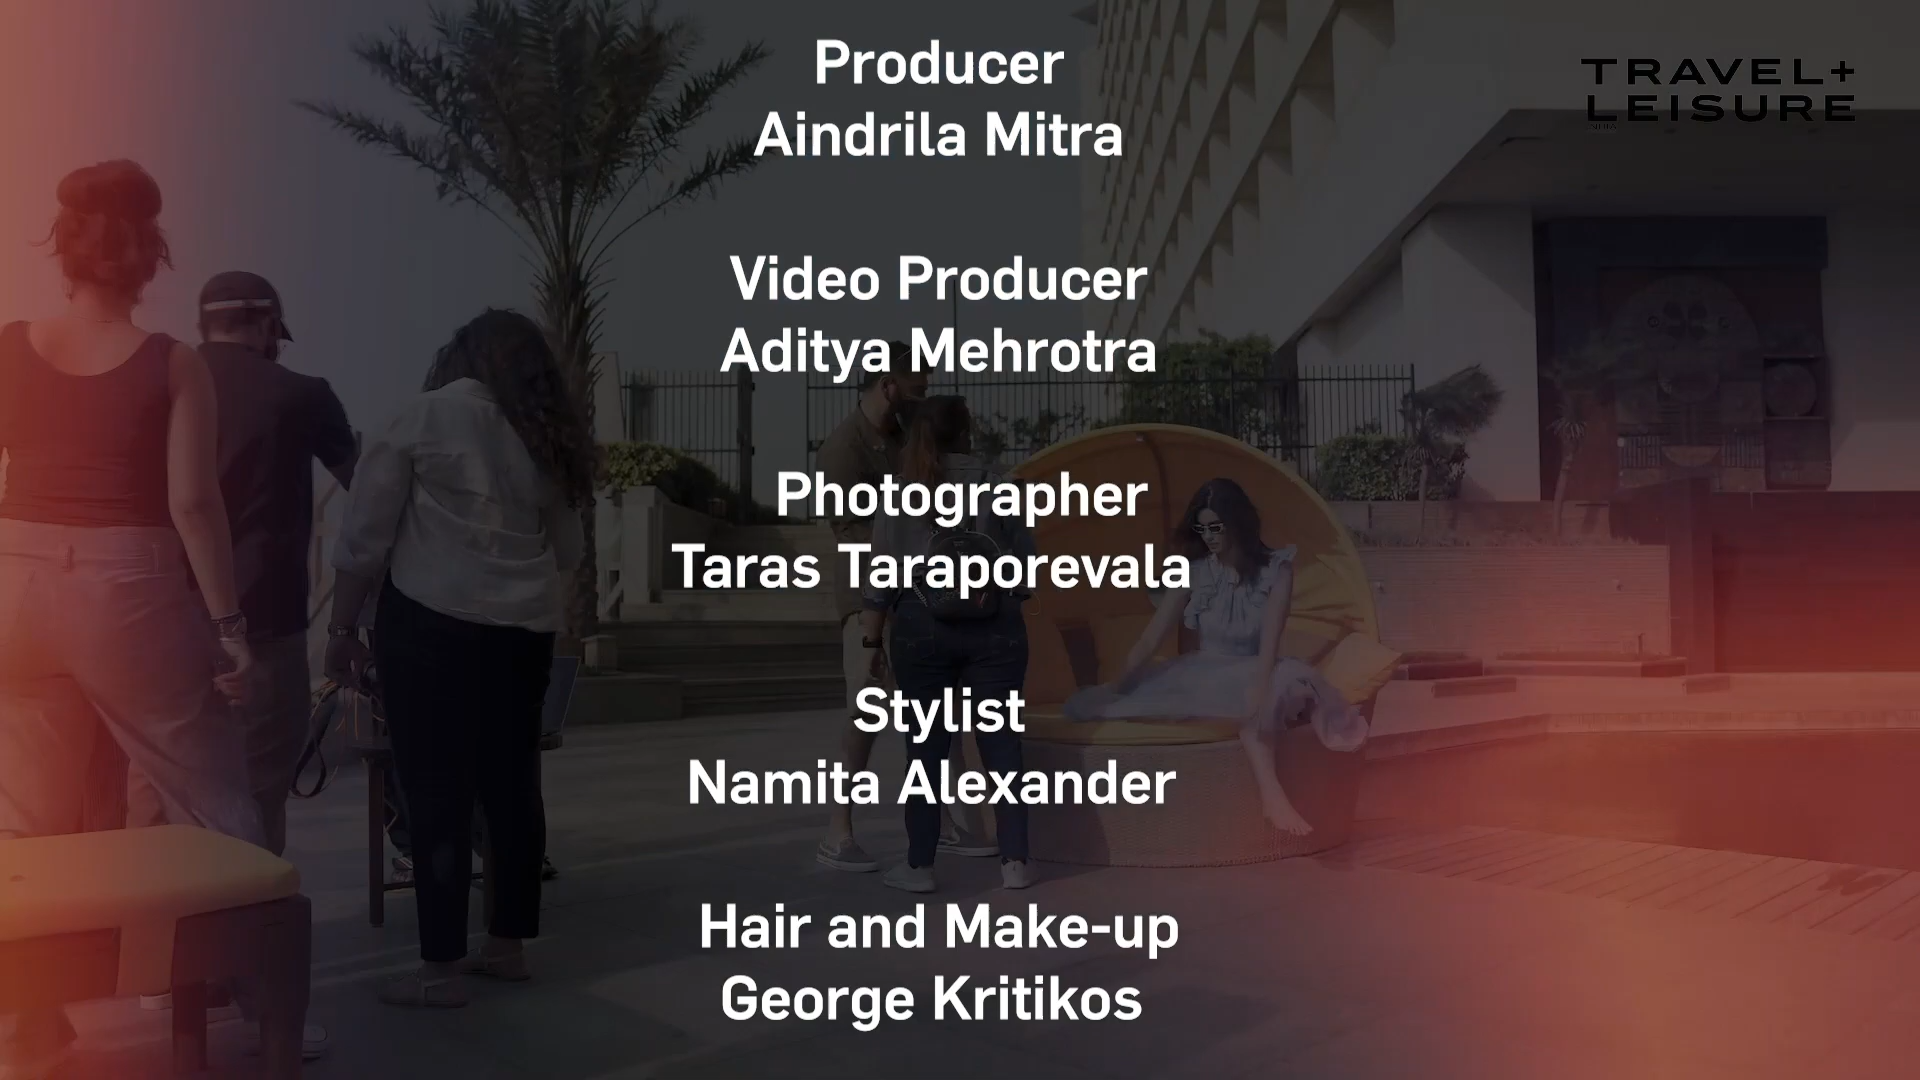 TRAVEL+
LEISURE
Producer
Aindrila Mitra
Video Producer
Aditya Mehrotra
Photographer
Taras Taraporevala
Stylist
Namita Alexander
Hair and Make-up
George Kritikos